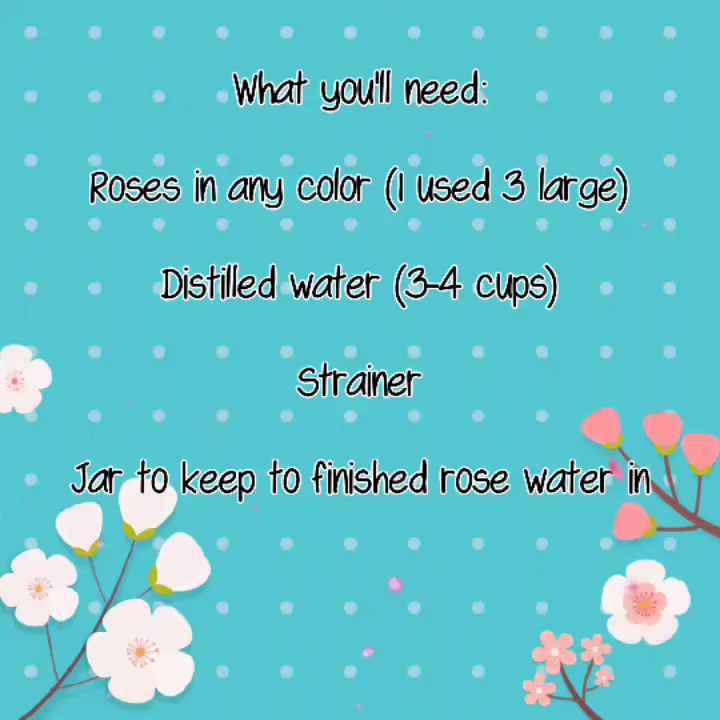 What you'll need:
Roses in any color (I used 3 large)
Distilled water (3-4 cups)
Strainer
Jar to keep to finished rose water in